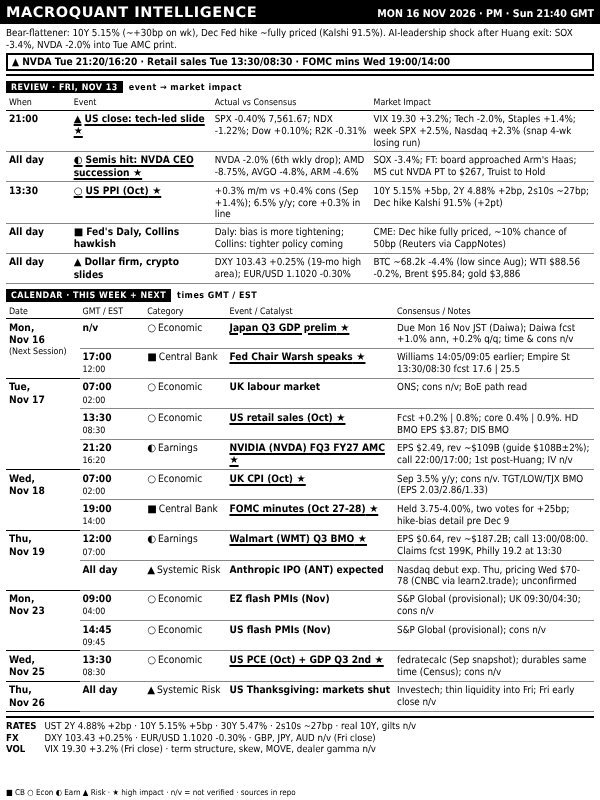 MACROQUANT INTELLIGENCE MON 16 NOV 2026 · PM · Sun 21:40 GMT
Bear-flattener: 10Y 5.15% (~+30bp on wk), Dec Fed hike ~fully priced (Kalshi 91.5%). AI-leadership shock after Huang exit: SOX
-3.4%, NVDA -2.0% into Tue AMC print.
▲ NVDA Tue 21:20/16:20 · Retail sales Tue 13:30/08:30 · FOMC mins Wed 19:00/14:00
REVIEW · FRI, NOV 13 event → market impact
When Event Actual vs Consensus Market Impact
21:00 ▲ US close: tech-led slide SPX -0.40% 7,561.67; NDX VIX 19.30 +3.2%; Tech -2.0%, Staples +1.4%;
★ -1.22%; Dow +0.10%; R2K -0.31% week SPX +2.5%, Nasdaq +2.3% (snap 4-wk
losing run)
All day ◐ Semis hit: NVDA CEO NVDA -2.0% (6th wkly drop); AMD SOX -3.4%; FT: board approached Arm's Haas;
succession ★ -8.75%, AVGO -4.8%, ARM -4.6% MS cut NVDA PT to $267, Truist to Hold
13:30 ○ US PPI (Oct) ★ +0.3% m/m vs +0.4% cons (Sep 10Y 5.15% +5bp, 2Y 4.88% +2bp, 2s10s ~27bp;
+1.4%); 6.5% y/y; core +0.3% in Dec hike Kalshi 91.5% (+2pt)
line
All day ■ Fed's Daly, Collins Daly: bias is more tightening; CME: Dec hike fully priced, ~10% chance of
hawkish Collins: tighter policy coming 50bp (Reuters via CappNotes)
All day ▲ Dollar firm, crypto DXY 103.43 +0.25% (19-mo high BTC ~68.2k -4.4% (low since Aug); WTI $88.56
slides area); EUR/USD 1.1020 -0.30% -0.2%, Brent $95.84; gold $3,886
CALENDAR · THIS WEEK + NEXT times GMT / EST
Date GMT / EST Category Event / Catalyst Consensus / Notes
Mon, n/v ○ Economic Japan Q3 GDP prelim ★ Due Mon 16 Nov JST (Daiwa); Daiwa fcst
Nov 16 +1.0% ann, +0.2% q/q; time & cons n/v
(Next Session)
17:00 ■ Central Bank Fed Chair Warsh speaks ★ Williams 14:05/09:05 earlier; Empire St
12:00 13:30/08:30 fcst 17.6 | 25.5
Tue, 07:00 ○ Economic UK labour market ONS; cons n/v; BoE path read
Nov 17 02:00
13:30 ○ Economic US retail sales (Oct) ★ Fcst +0.2% | 0.8%; core 0.4% | 0.9%. HD
08:30 BMO EPS $3.87; DIS BMO
21:20 ◐ Earnings NVIDIA (NVDA) FQ3 FY27 AMC EPS $2.49, rev ~$109B (guide $108B±2%);
16:20 ★ call 22:00/17:00; 1st post-Huang; IV n/v
Wed, 07:00 ○ Economic UK CPI (Oct) ★ Sep 3.5% y/y; cons n/v. TGT/LOW/TJX BMO
Nov 18 02:00 (EPS 2.03/2.86/1.33)
19:00 ■ Central Bank FOMC minutes (Oct 27-28) ★ Held 3.75-4.00%, two votes for +25bp;
14:00 hike-bias detail pre Dec 9
Thu, 12:00 ◐ Earnings Walmart (WMT) Q3 BMO ★ EPS $0.64, rev ~$187.2B; call 13:00/08:00.
Nov 19 07:00 Claims fcst 199K, Philly 19.2 at 13:30
All day ▲ Systemic Risk Anthropic IPO (ANT) expected Nasdaq debut exp. Thu, pricing Wed $70-
78 (CNBC via learn2.trade); unconfirmed
Mon, 09:00 ○ Economic EZ flash PMIs (Nov) S&P Global (provisional); UK 09:30/04:30;
Nov 23 04:00 cons n/v
14:45 ○ Economic US flash PMIs (Nov) S&P Global (provisional); cons n/v
09:45
Wed, 13:30 ○ Economic US PCE (Oct) + GDP Q3 2nd ★ fedratecalc (Sep snapshot); durables same
Nov 25 08:30 time (Census); cons n/v
Thu, All day ▲ Systemic Risk US Thanksgiving: markets shut Investech; thin liquidity into Fri; Fri early
Nov 26 close n/v
RATES UST 2Y 4.88% +2bp · 10Y 5.15% +5bp · 30Y 5.47% · 2s10s ~27bp · real 10Y, gilts n/v
FX DXY 103.43 +0.25% · EUR/USD 1.1020 -0.30% · GBP, JPY, AUD n/v (Fri close)
VOL VIX 19.30 +3.2% (Fri close) · term structure, skew, MOVE, dealer gamma n/v
■ CB ○ Econ ◐ Earn ▲ Risk · ★ high impact · n/v = not verified · sources in repo